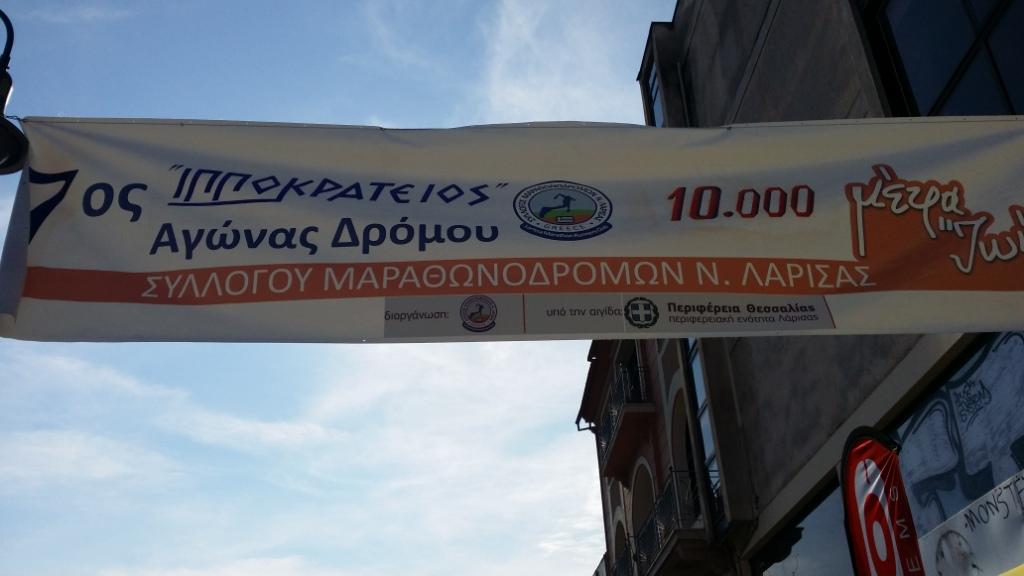 7ος "ΙΠΠΟΚΡΑΤΕΙΟΣ"
Αγώνας Δρόμου
GREECE
10.000
μέτρα
ΣΥΛΛΟΓΟΥ ΜΑΡΑΘΩΝΟΔΡΟΜΩΝ Ν. ΛΑΡΙΣΑΣ
διοργάνωση:
υπό την αιγίδα:
Περιφέρεια Θεσσαλίας
περιφερειακή ενότητα Λάρισας